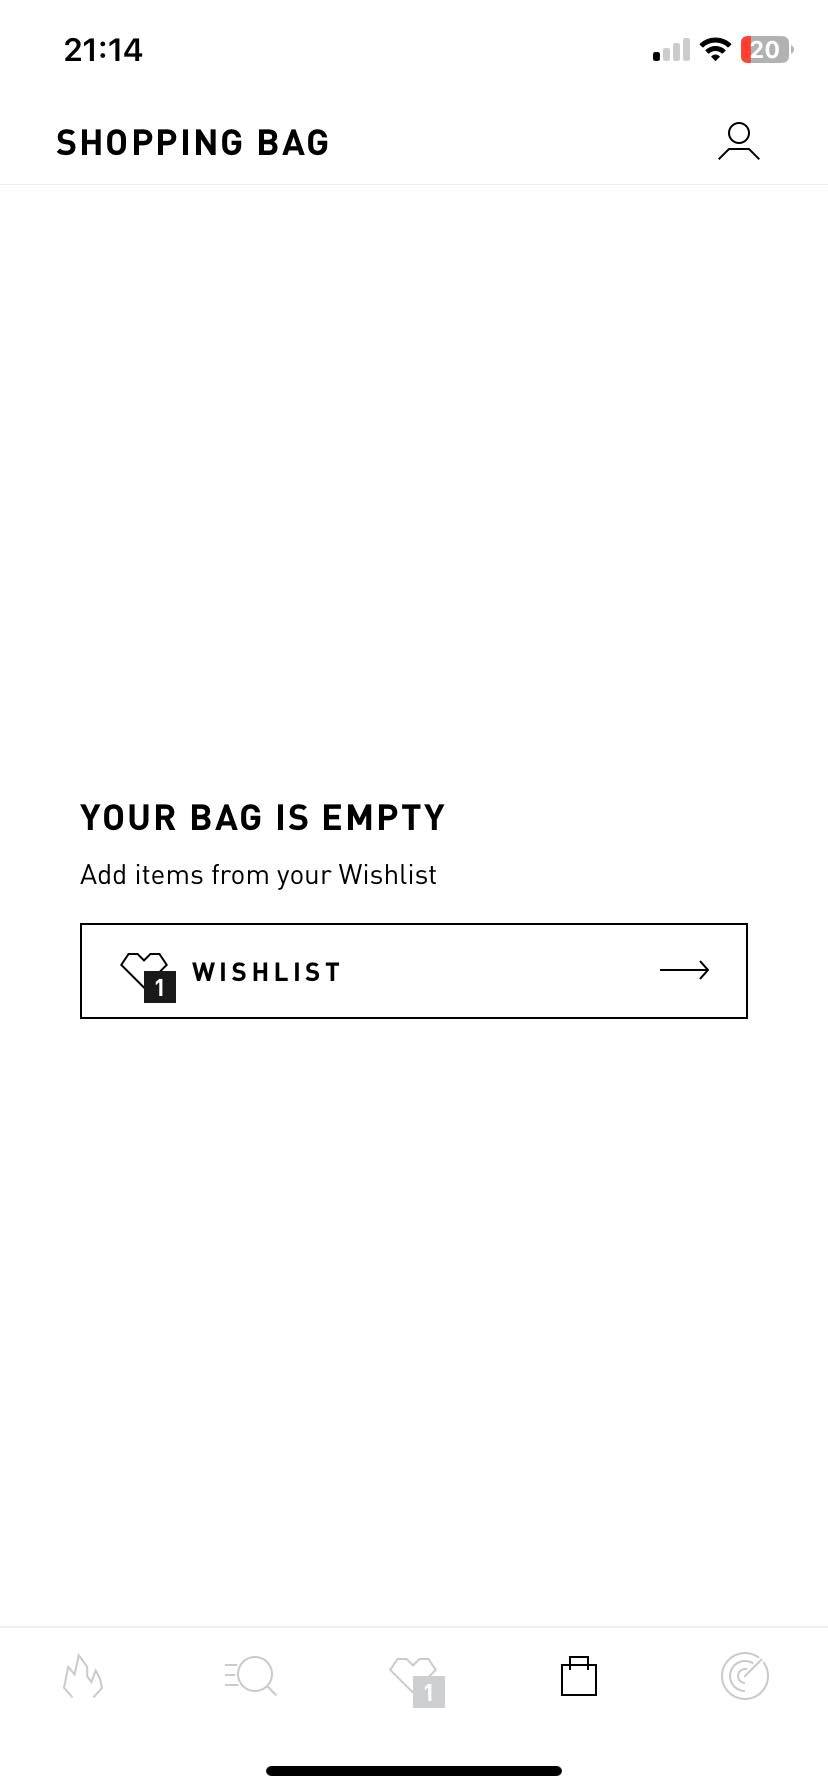 21:14
20
SHOPPING BAG
YOUR BAG IS EMPTY
Add items from your Wishlist
1 WISHLIST
1